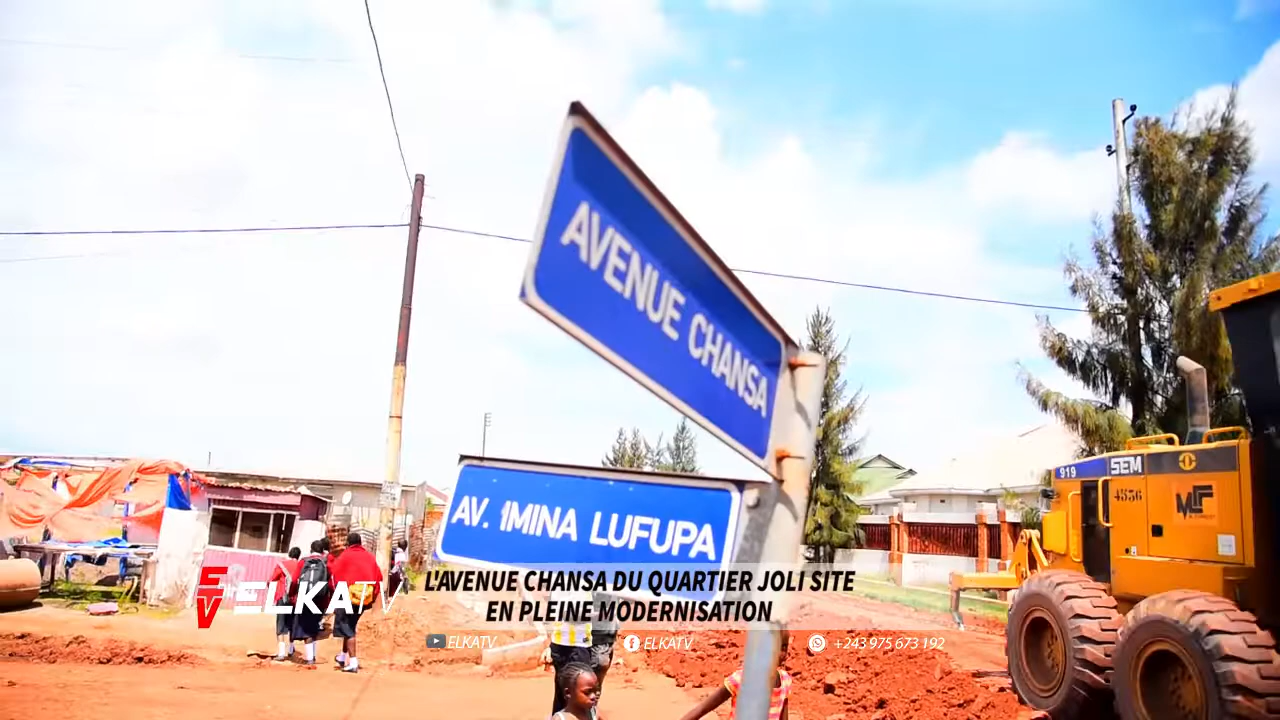 AVENUE CHANSA
AV. IMINA LUFUPA
919 SEM
4536
ELKATV
L'AVENUE CHANSA DU QUARTIER JOLI SITE
EN PLEINE MODERNISATION
ELKATV
ELKATV
+243 975 673 192